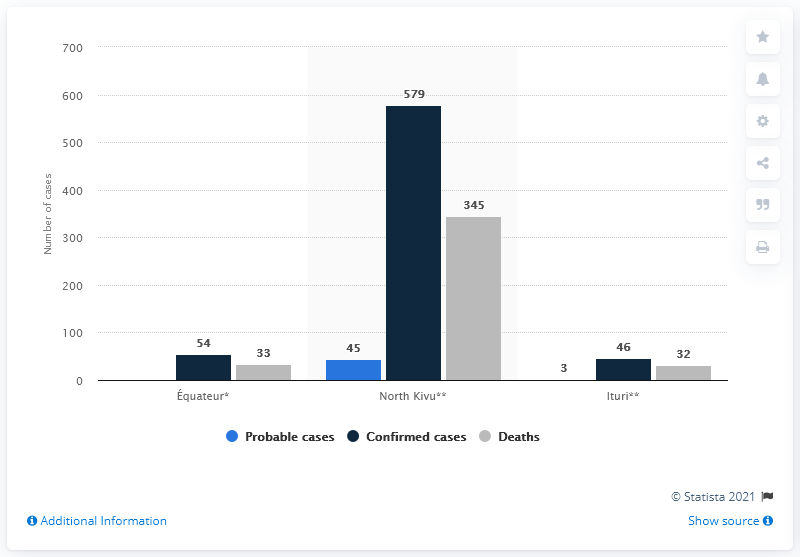 700
600
500
400
300
200
100
0
Number of cases
54
33
45
579
345
3
46
32
Équateur*
North Kivu**
Ituri**
Probable cases
Confirmed cases
Deaths
© Statista 2021
Additional Information
Show source